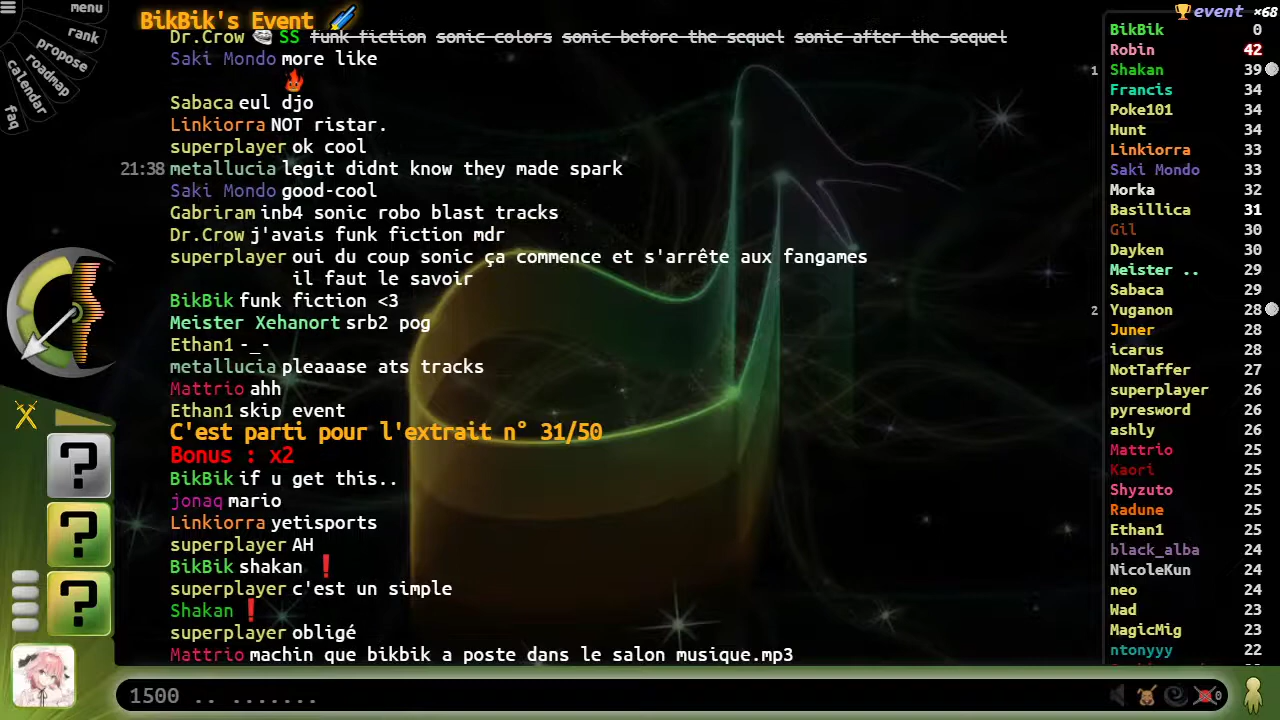 menu
rank
propose
roadmap
calendar
faq
BikBik's Event
Dr.Crow SS funk fiction sonic colors sonic before the sequel sonic after the sequel
Saki Mondo more like
Sabaca eul djo
Linkiorra NOT ristar.
superplayer ok cool
21:38 metallucia legit didnt know they made spark
Saki Mondo good-cool
Gabriram inb4 sonic robo blast tracks
Dr.Crow j'avais funk fiction mdr
superplayer oui du coup sonic ça commence et s'arrête aux fangames
il faut le savoir
BikBik funk fiction <3
Meister Xehanort srb2 pog
Ethan1 -_-
metallucia pleaaase ats tracks
Mattrio ahh
Ethan1 skip event
C'est parti pour l'extrait n° 31/50
Bonus : x2
BikBik if u get this..
jonaq mario
Linkiorra yetisports
superplayer AH
BikBik shakan ❗
superplayer c'est un simple
Shakan ❗
superplayer obligé
Mattrio machin que bikbik a poste dans le salon musique.mp3
? 
?
?
1500 .. .......
0
event ×68
BikBik 0
Robin 42
1 Shakan 39
Francis 34
Poke101 34
Hunt 34
Linkiorra 33
Saki Mondo 33
Morka 32
Basillica 31
Gil 30
Dayken 30
Meister .. 29
Sabaca 29
2 Yuganon 28
Juner 28
icarus 28
NotTaffer 27
superplayer 26
pyresword 26
ashly 26
Mattrio 25
Kaori 25
Shyzuto 25
Radune 25
Ethan1 25
black_alba 24
NicoleKun 24
neo 24
Wad 23
MagicMig 23
ntonyyy 22